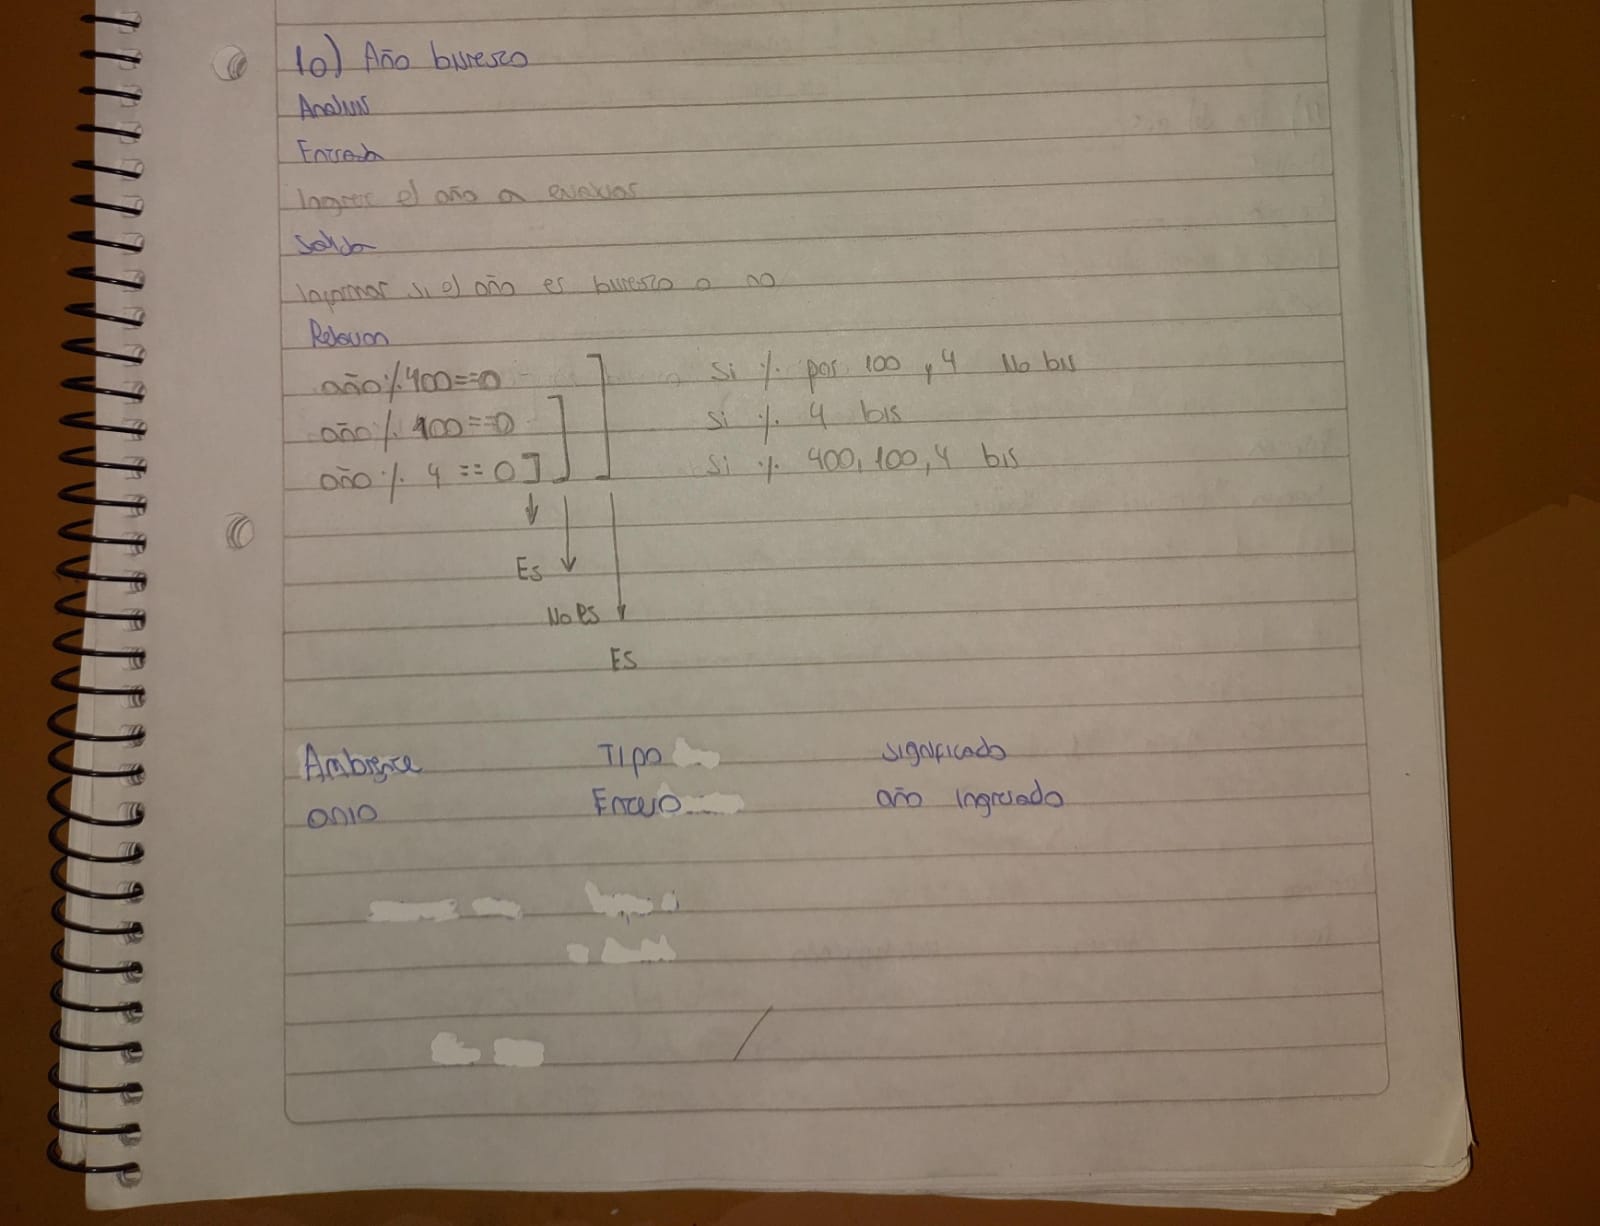 10) Año bisiesto
Analisis
Entrada
Ingrese el año a evaluar
Salida
Informar si el año es bisiesto o no
Relacion
año % 400 == 0
si % por 100 y 4 No bis
año % 100 == 0
si % 4 bis
año % 4 == 0
si % 400, 100, 4 bis
Es
No es
ES
Ambiente Tipo significado
anio Entero año ingresado